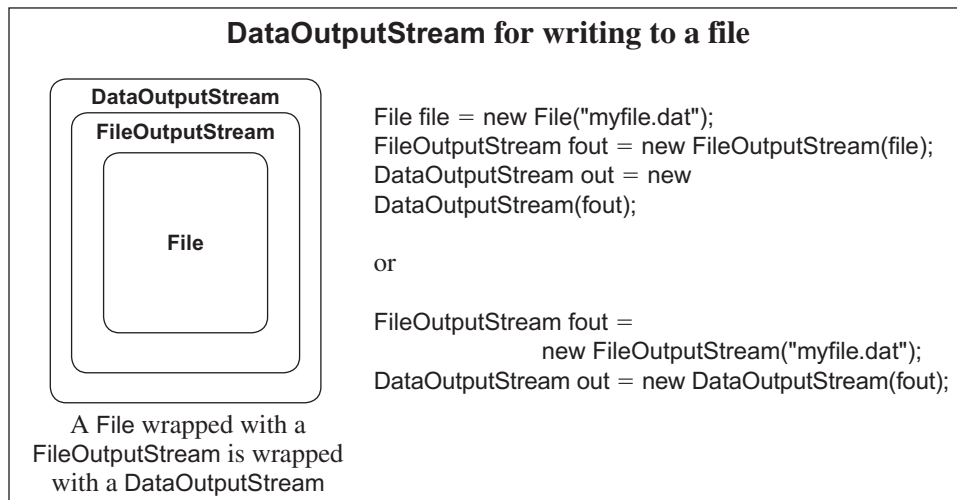 DataOutputStream for writing to a file
DataOutputStream
FileOutputStream
File
A File wrapped with a
FileOutputStream is wrapped
with a DataOutputStream
File file = new File("myfile.dat");
FileOutputStream fout = new FileOutputStream(file);
DataOutputStream out = new
DataOutputStream(fout);
or
FileOutputStream fout =
new FileOutputStream("myfile.dat");
DataOutputStream out = new DataOutputStream(fout);